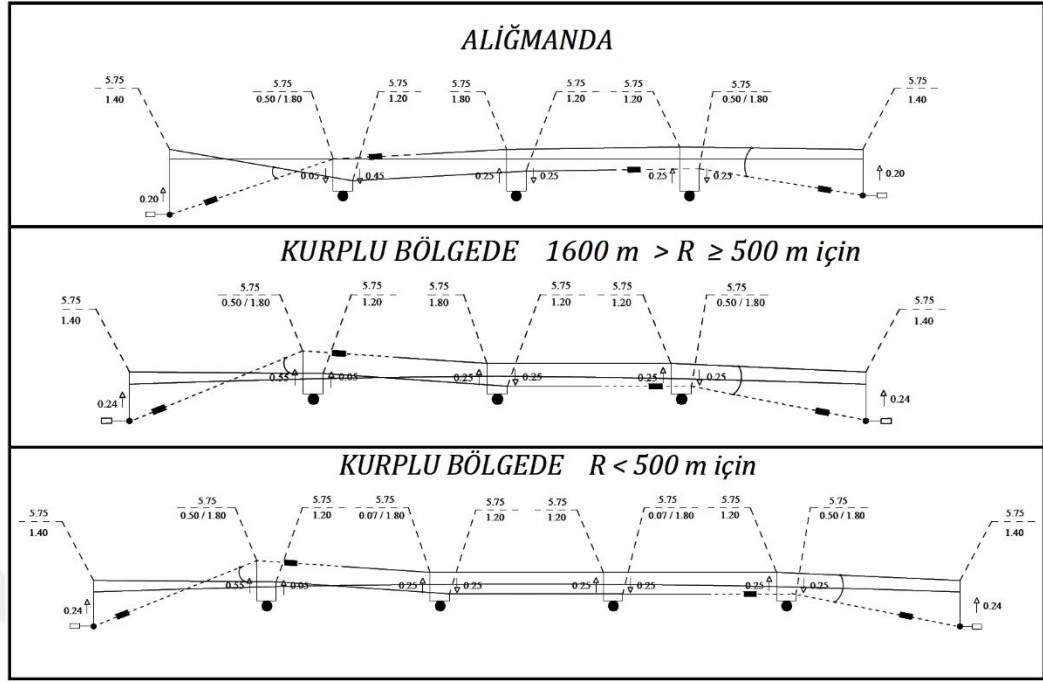 ALİĞMANDA
5.75 5.75 5.75 5.75 5.75 5.75 5.75 5.75
1.40 0.50 / 1.80 1.20 1.80 1.20 1.20 0.50 / 1.80 1.40
0.05 0.45 0.25 0.25 0.25 0.25
0.20 0.20
KURPLU BÖLGEDE 1600 m > R ≥ 500 m için
5.75 5.75 5.75 5.75 5.75 5.75
0.50 / 1.80 1.20 1.80 1.20 1.20 0.50 / 1.80
5.75 5.75
1.40 1.40
0.55 0.05 0.25 0.25 0.25 0.25
0.24 0.24
KURPLU BÖLGEDE R < 500 m için
5.75 5.75 5.75 5.75 5.75 5.75 5.75 5.75
0.50 / 1.80 1.20 0.07 / 1.80 1.20 1.20 0.07 / 1.80 1.20 0.50 / 1.80
5.75 5.75
1.40 1.40
0.55 0.05 0.25 0.25 0.25 0.25 0.25 0.25
0.24 0.24